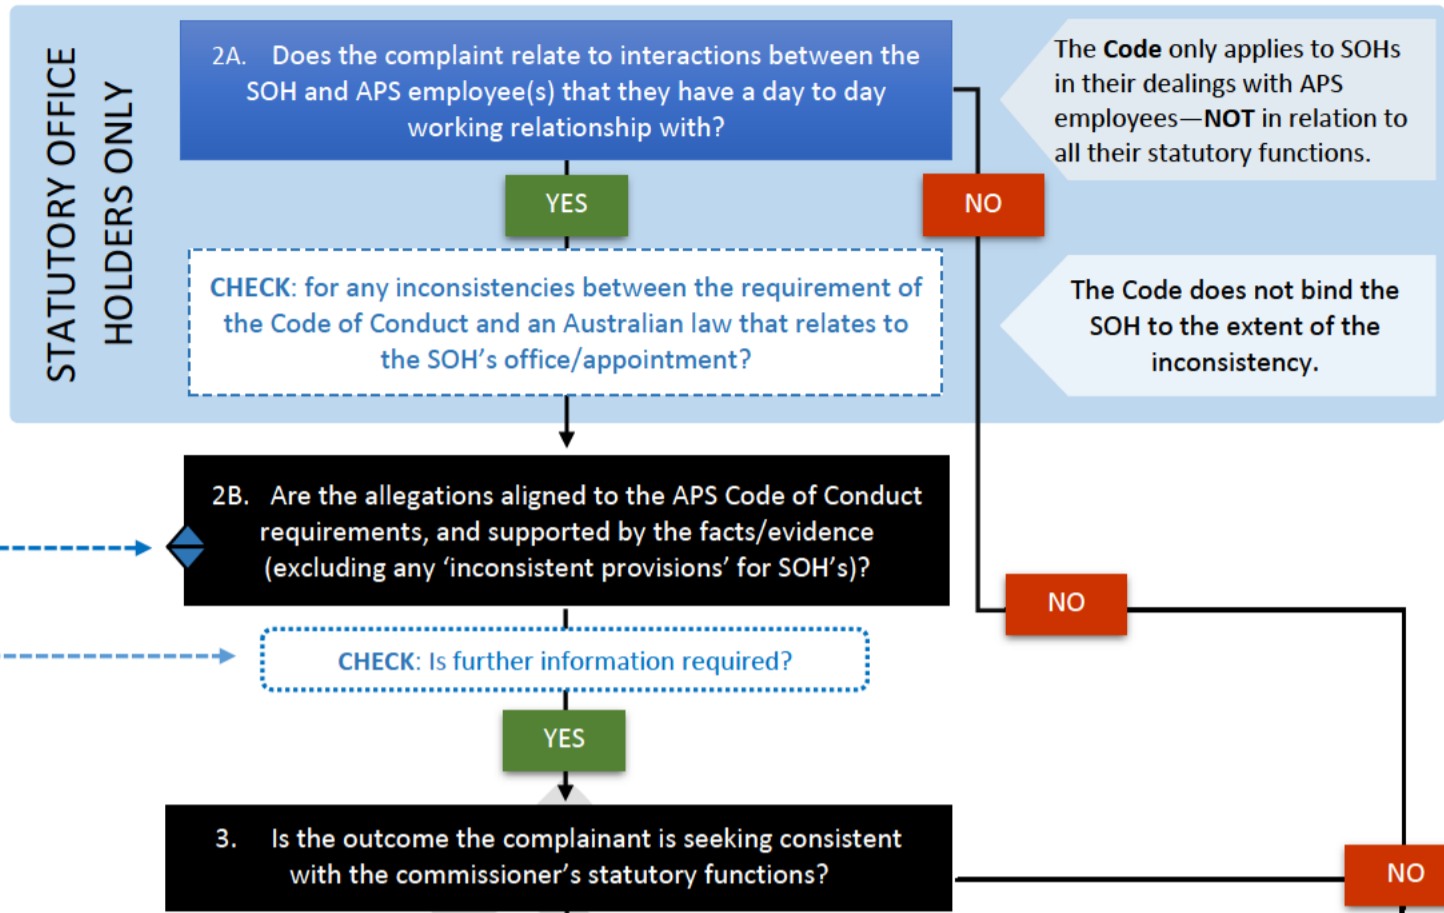 STATUTORY OFFICE
HOLDERS ONLY
2A. Does the complaint relate to interactions between the
SOH and APS employee(s) that they have a day to day
working relationship with?
The Code only applies to SOHs
in their dealings with APS
employees—NOT in relation to
all their statutory functions.
YES
NO
CHECK: for any inconsistencies between the requirement of
the Code of Conduct and an Australian law that relates to
the SOH's office/appointment?
The Code does not bind the
SOH to the extent of the
inconsistency.
2B. Are the allegations aligned to the APS Code of Conduct
requirements, and supported by the facts/evidence
(excluding any ‘inconsistent provisions’ for SOH's)?
NO
CHECK: Is further information required?
YES
3. Is the outcome the complainant is seeking consistent
with the commissioner's statutory functions?
NO